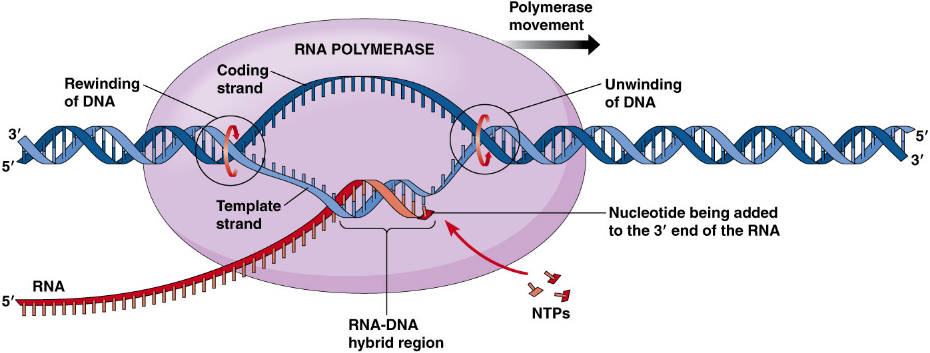 Polymerase
movement
RNA POLYMERASE
Coding
strand
Rewinding
of DNA
Unwinding
of DNA
3′
5′
5′
3′
Template
strand
Nucleotide being added
to the 3′ end of the RNA
RNA
5′
NTPs
RNA-DNA
hybrid region